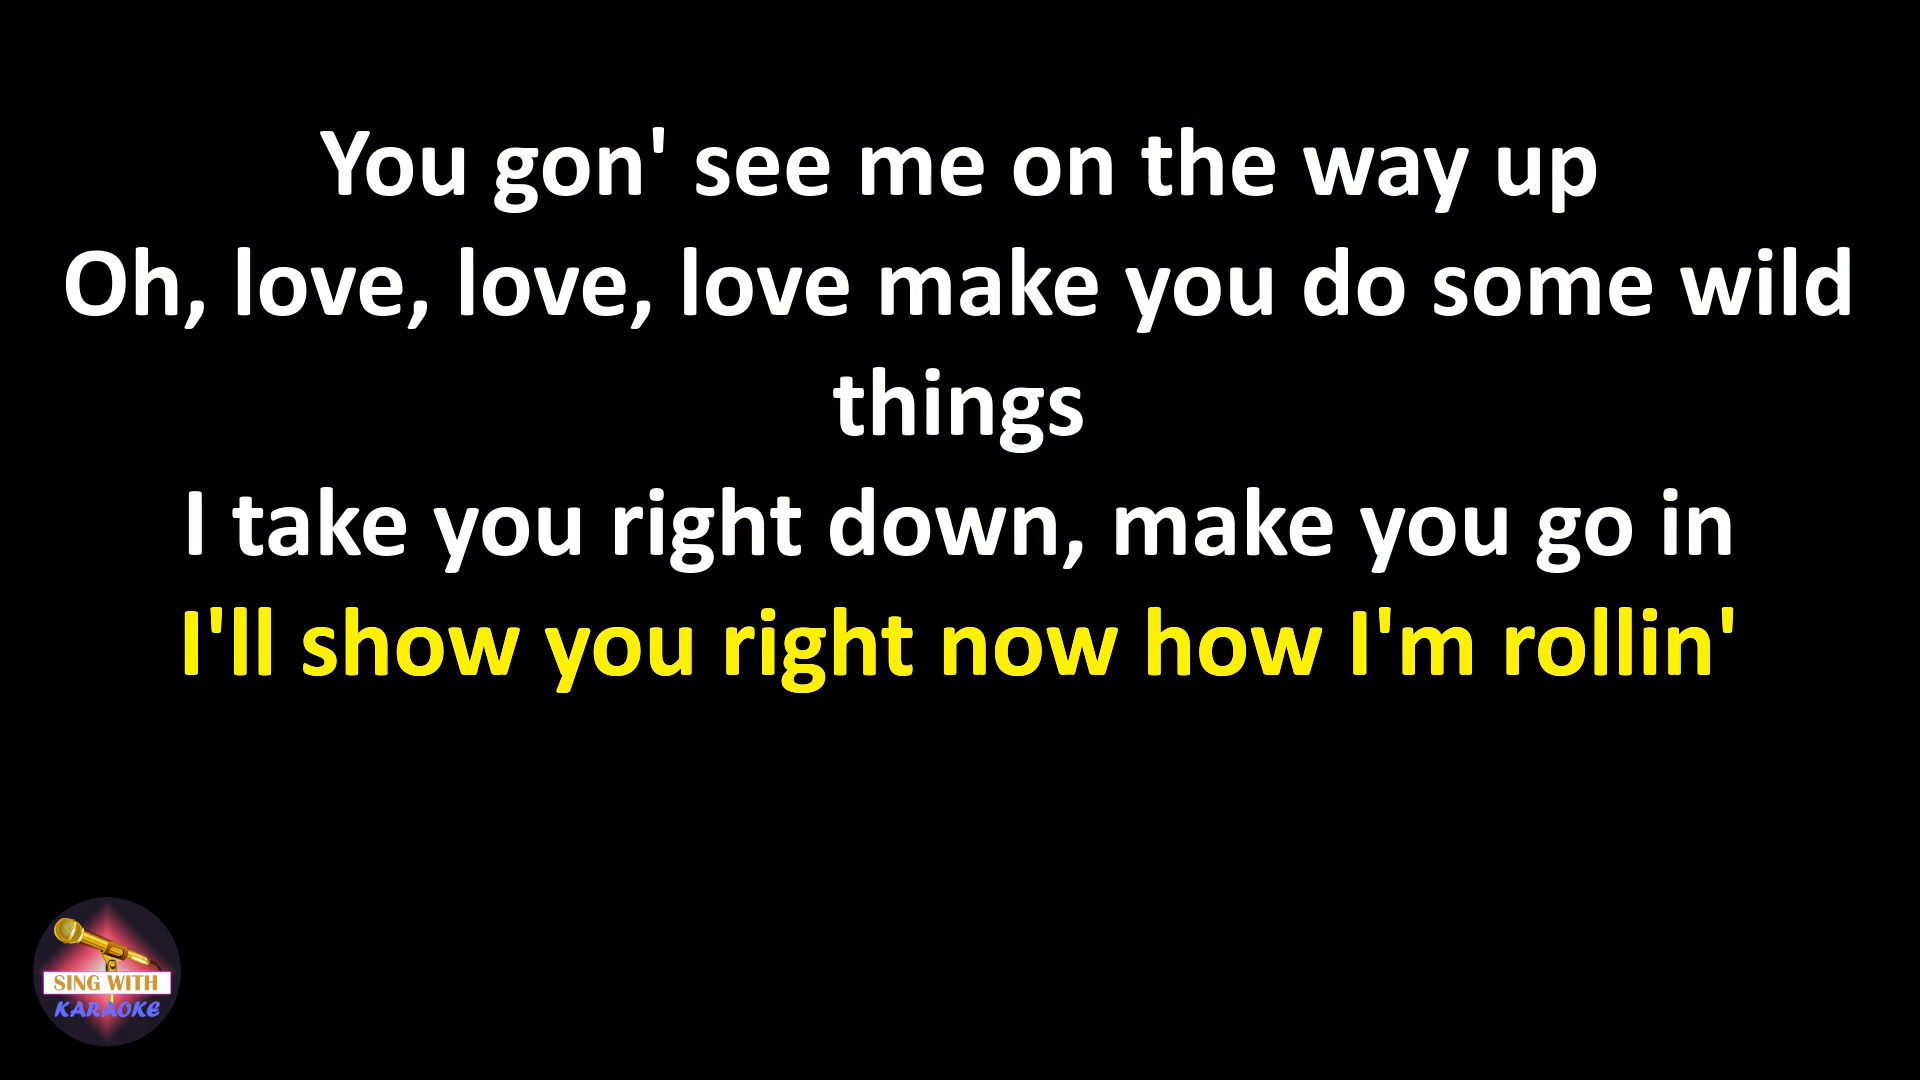 You gon' see me on the way up
Oh, love, love, love make you do some wild
things
I take you right down, make you go in
I'll show you right now how I'm rollin'
SING WITH
KARAOKE